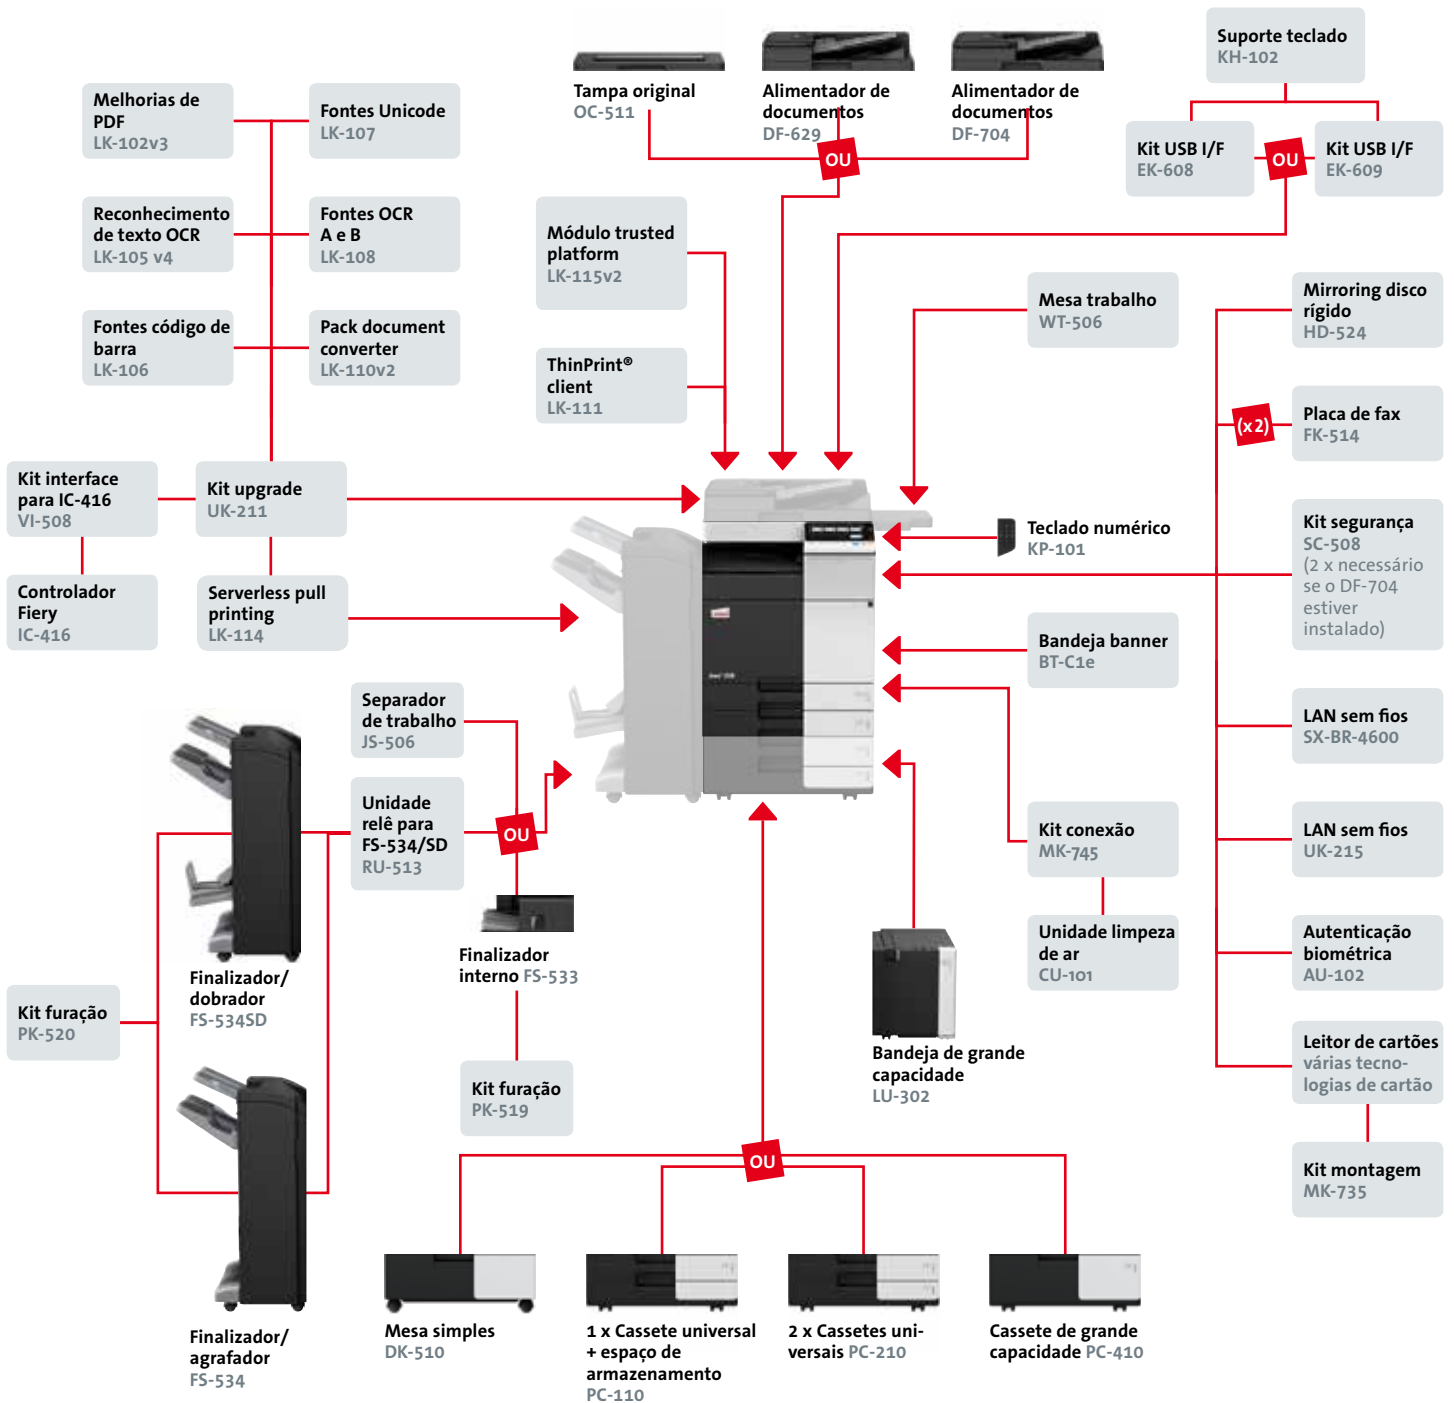 Tampa original
OC-511
Alimentador de
documentos
DF-629
Alimentador de
documentos
DF-704
OU
Suporte teclado
KH-102
Kit USB I/F
EK-608
OU
Kit USB I/F
EK-609
Melhorias de
PDF
LK-102v3
Fontes Unicode
LK-107
Reconhecimento
de texto OCR
LK-105 v4
Fontes OCR
A e B
LK-108
Fontes código de
barra
LK-106
Pack document
converter
LK-110v2
Módulo trusted
platform
LK-115v2
ThinPrint®
client
LK-111
Mesa trabalho
WT-506
Mirroring disco
rígido
HD-524
(x2)
Placa de fax
FK-514
Kit interface
para IC-416
VI-508
Kit upgrade
UK-211
Controlador
Fiery
IC-416
Serverless pull
printing
LK-114
Teclado numérico
KP-101
Kit segurança
SC-508
(2 x necessário
se o DF-704
estiver
instalado)
Bandeja banner
BT-C1e
Separador
de trabalho
JS-506
Unidade
relê para
FS-534/SD
RU-513
OU
LAN sem fios
SX-BR-4600
Kit conexão
MK-745
LAN sem fios
UK-215
Unidade limpeza
de ar
CU-101
Autenticação
biométrica
AU-102
Finalizador
interno FS-533
Finalizador/
dobrador
FS-534SD
Kit furação
PK-520
Kit furação
PK-519
Bandeja de grande
capacidade
LU-302
Leitor de cartões
várias tecno-
logias de cartão
Kit montagem
MK-735
OU
Finalizador/
agrafador
FS-534
Mesa simples
DK-510
1 x Cassete universal
+ espaço de
armazenamento
PC-110
2 x Cassetes uni-
versais PC-210
Cassete de grande
capacidade PC-410